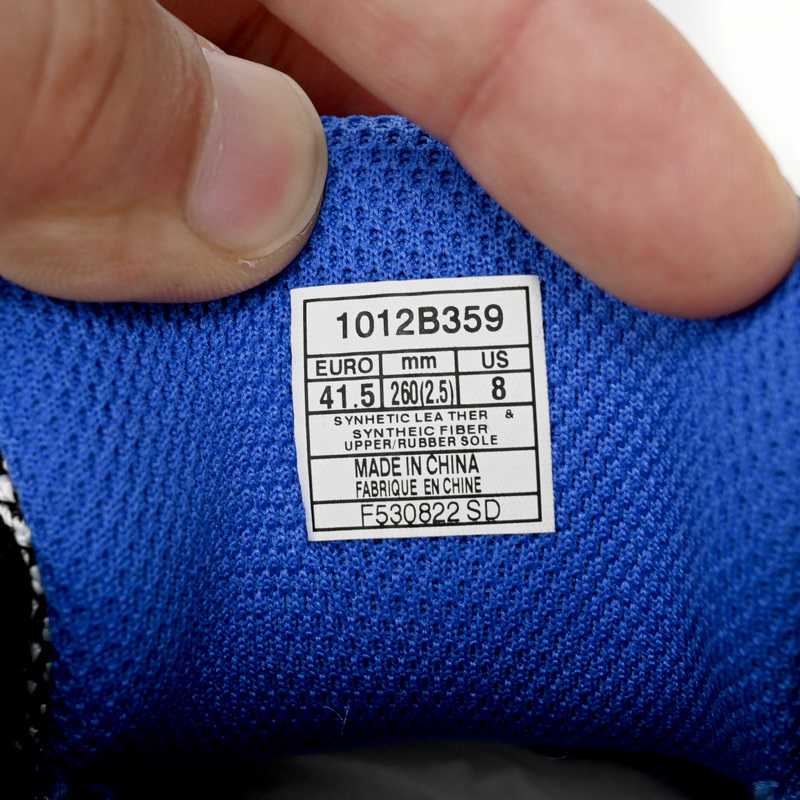 1012B359
EURO mm US
41.5 260(2.5) 8
SYNHETIC LEA THER &
SYNTHEIC FIBER
UPPER/RUBBER SOLE
MADE IN CHINA
FABRIQUE EN CHINE
F530822 SD